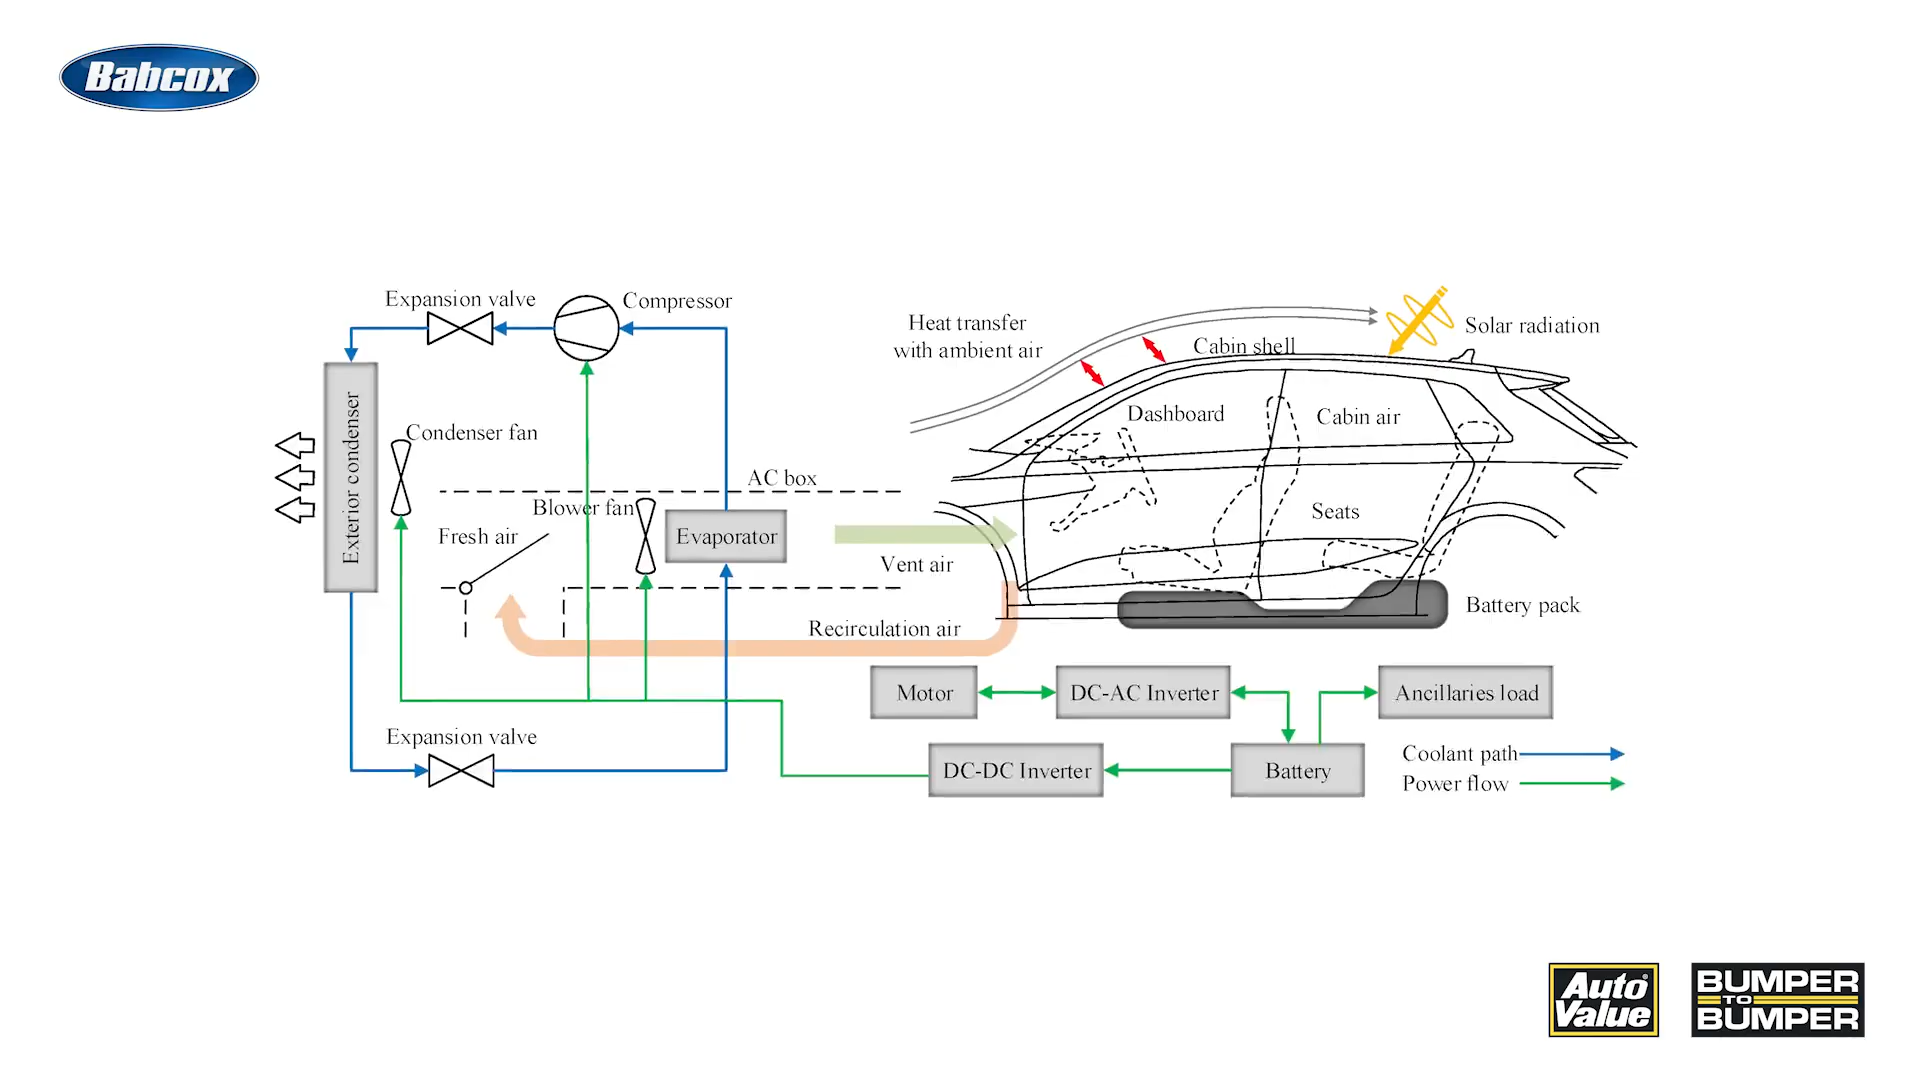 Babcox
Expansion valve
Compressor
Heat transfer
with ambient air
Solar radiation
Cabin shell
Dashboard
Cabin air
Condenser fan
Exterior condenser
AC box
Blower fan
Fresh air
Evaporator
Seats
Vent air
Battery pack
Recirculation air
Motor
DC-AC Inverter
Ancillaries load
Expansion valve
DC-DC Inverter
Battery
Coolant path
Power flow
Auto
Value
BUMPER
TO
BUMPER